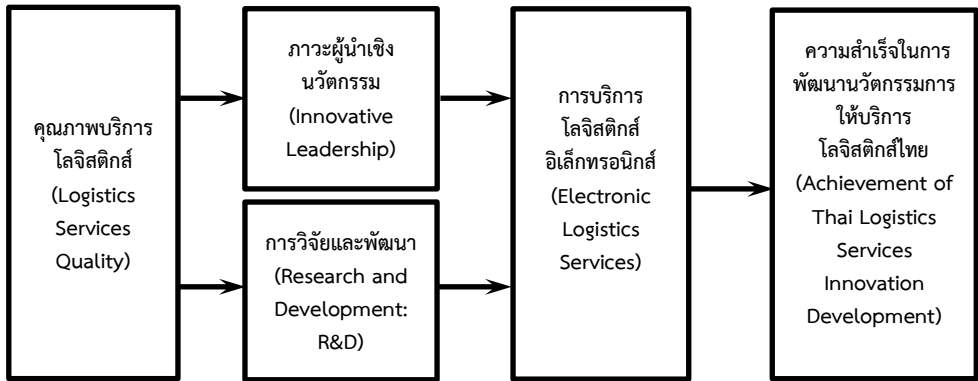 คุณภาพบริการ
โลจิสติกส์
(Logistics
Services
Quality)
ภาวะผู้นำเชิง
นวัตกรรม
(Innovative
Leadership)
การวิจัยและพัฒนา
(Research and
Development:
R&D)
การบริการ
โลจิสติกส์
อิเล็กทรอนิกส์
(Electronic
Logistics
Services)
ความสำเร็จในการ
พัฒนานวัตกรรมการ
ให้บริการ
โลจิสติกส์ไทย
(Achievement of
Thai Logistics
Services
Innovation
Development)